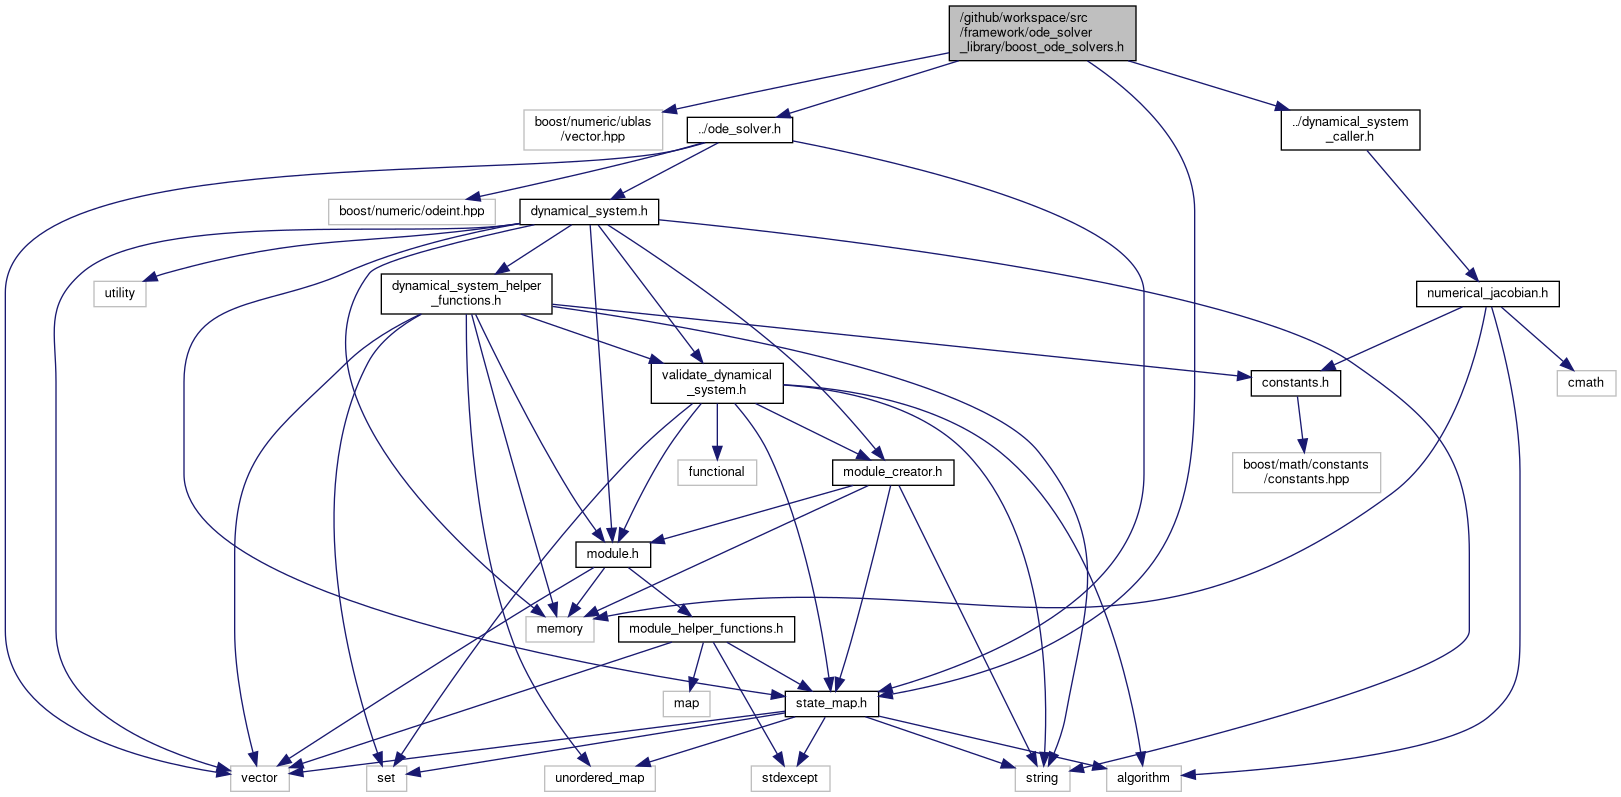 /github/workspace/src
/framework/ode_solver
_library/boost_ode_solvers.h
boost/numeric/ublas
/vector.hpp
../ode_solver.h
../dynamical_system
_caller.h
boost/numeric/odeint.hpp
dynamical_system.h
utility
dynamical_system_helper
_functions.h
numerical_jacobian.h
validate_dynamical
_system.h
constants.h
cmath
functional
module_creator.h
boost/math/constants
/constants.hpp
module.h
memory
module_helper_functions.h
map
state_map.h
vector
set
unordered_map
stdexcept
string
algorithm